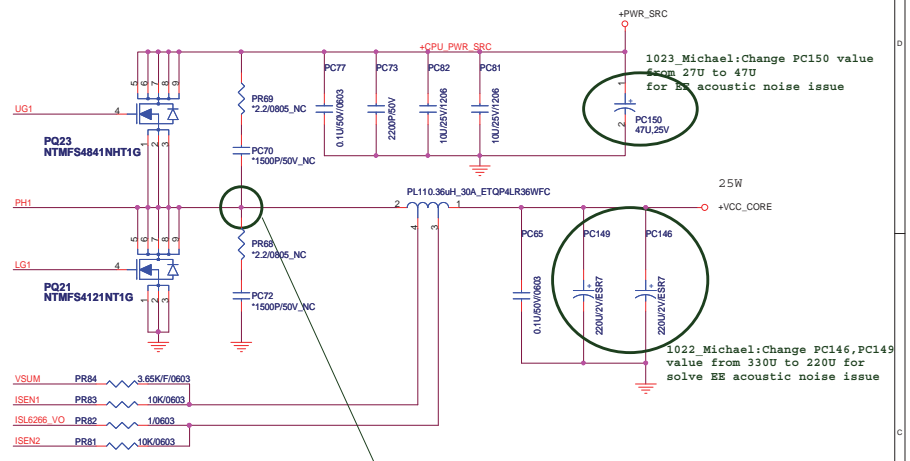 +PWR_SRC
D
+CPU_PWR_SRC
1023_Michael:Change PC150 value
from 27U to 47U
for EE acoustic noise issue
5 6 7 8 9
PR69
*2.2/0805_NC
PC77
0.1U/50V/0603
PC73
2200P/50V
PC82
10U/25V/1206
PC81
10U/25V/1206
1
+
2
PC150
47U,25V
UG1
4
PQ23
NTMFS4841NHT1G
1 2 3
PC70
*1500P/50V_NC
25W
PH1
2
PL110.36uH_30A_ETQP4LR36WFC
1
+VCC_CORE
4
3
5 6 7 8 9
PR68
*2.2/0805_NC
PC65
0.1U/50V/0603
PC149
+
220U/2V/ESR7
PC146
+
220U/2V/ESR7
LG1
4
PQ21
NTMFS4121NT1G
1 2 3
PC72
*1500P/50V_NC
1022_Michael:Change PC146,PC149
value from 330U to 220U for
solve EE acoustic noise issue
VSUM
PR84
3.65K/F/0603
ISEN1
PR83
10K/0603
ISL6266_VO
PR82
1/0603
ISEN2
PR81
10K/0603
C